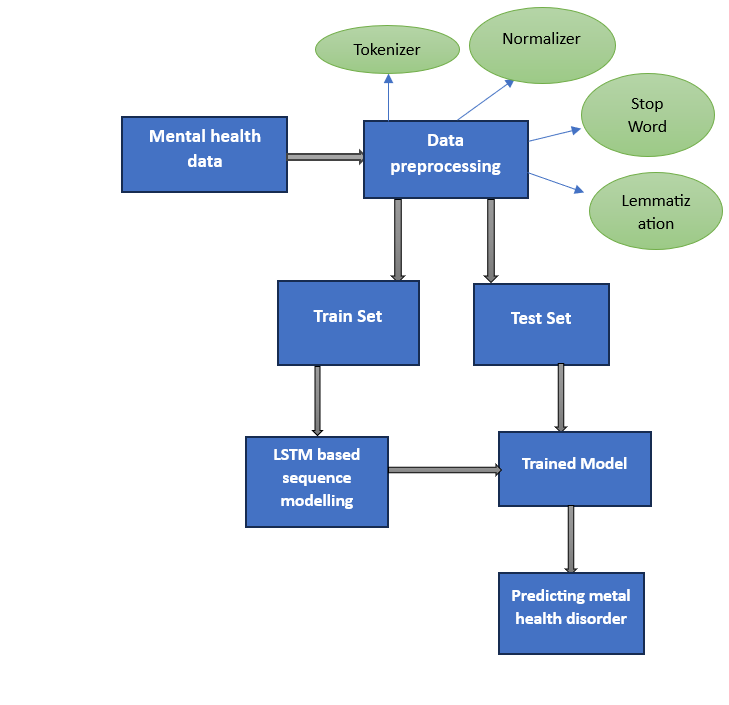 Tokenizer
Normalizer
Stop
Word
Mental health
data
Data
preprocessing
Lemmatiz
ation
Train Set
Test Set
LSTM based
sequence
modelling
Trained Model
Predicting metal
health disorder